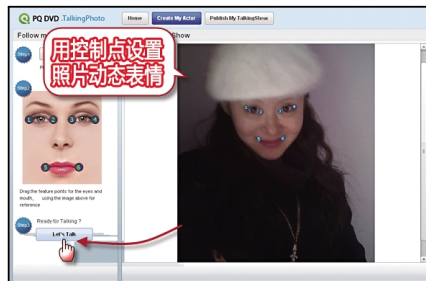 PQ DVD .TalkingPhoto
Home
Create My Actor
Publish My TalkingShow
Follow m
Show
Step1
用控制点设置
照片动态表情
Step2
Drag the feature points for the eyes and
mouth, using the image above for
reference
Step3
Ready for Talking ?
Let's Talk